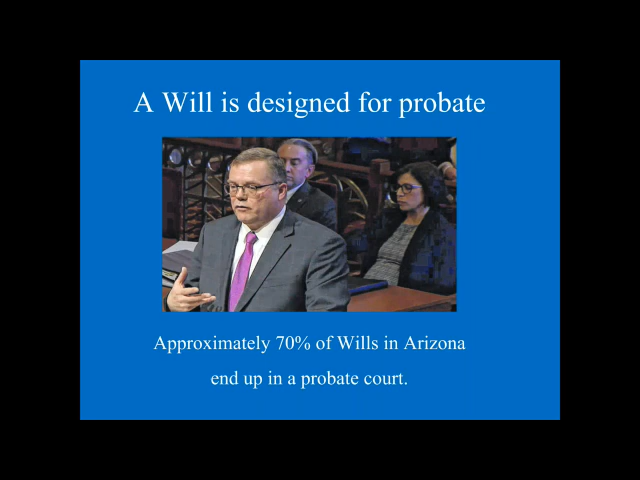 A Will is designed for probate
Approximately 70% of Wills in Arizona
end up in a probate court.